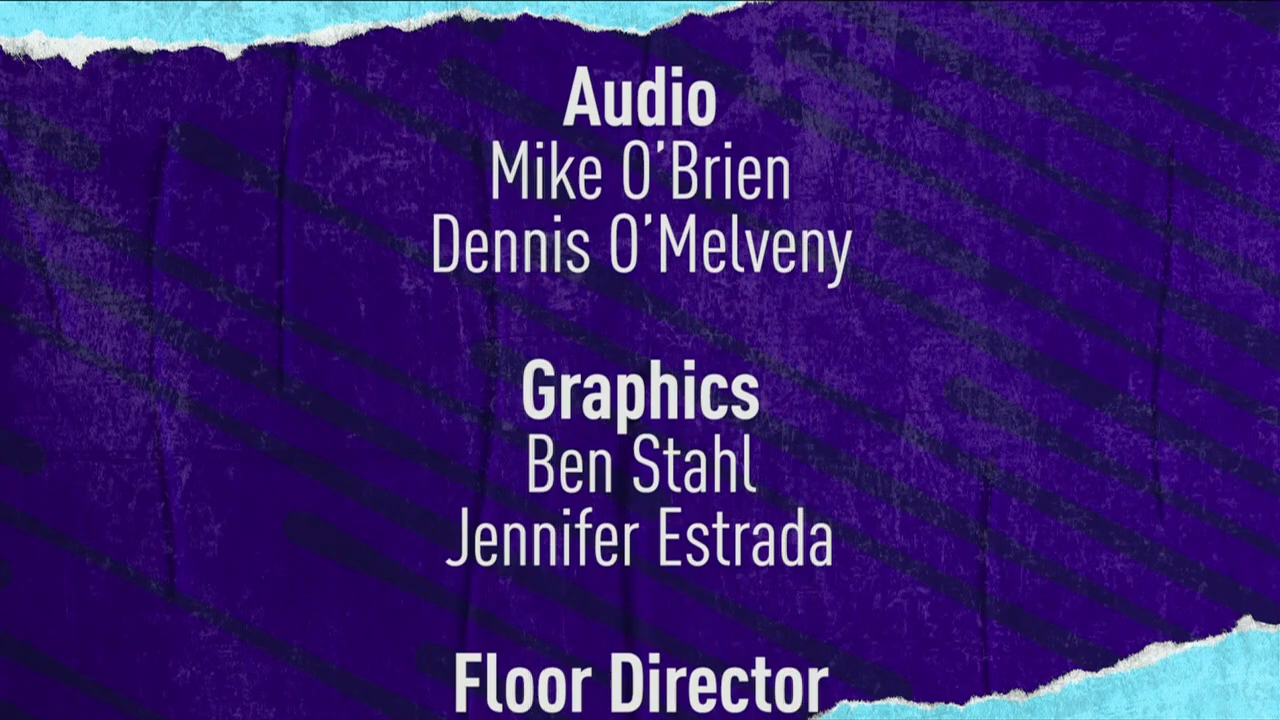 Audio
Mike O’Brien
Dennis O’Melveny
Graphics
Ben Stahl
Jennifer Estrada
Floor Director